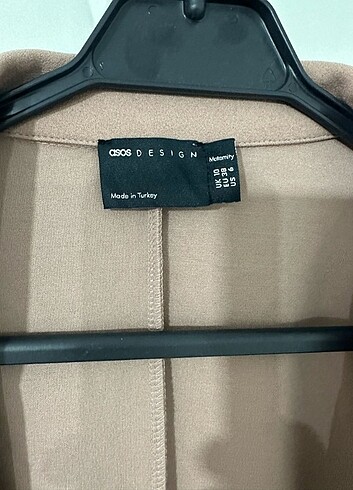 asos DESIGN
Maternity
UK 10
EU 38
US 6
Made in Turkey